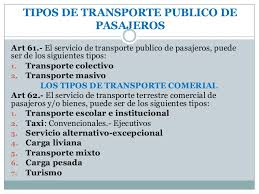 TIPOS DE TRANSPORTE PUBLICO DE
PASAJEROS
Art 61.- El servicio de transporte publico de pasajeros, puede
ser de los siguientes tipos:
1. Transporte colectivo
2. Transporte masivo
LOS TIPOS DE TRANSPORTE COMERIAL
Art 62.- El servicio de transporte terrestre comercial de
pasajeros y/o bienes, puede ser de los siguientes tipos:
1. Transporte escolar e institucional
2. Taxi: Convencionales.- Ejecutivos
3. Servicio alternativo-excepcional
4. Carga liviana
5. Transporte mixto
6. Carga pesada
7. Turismo